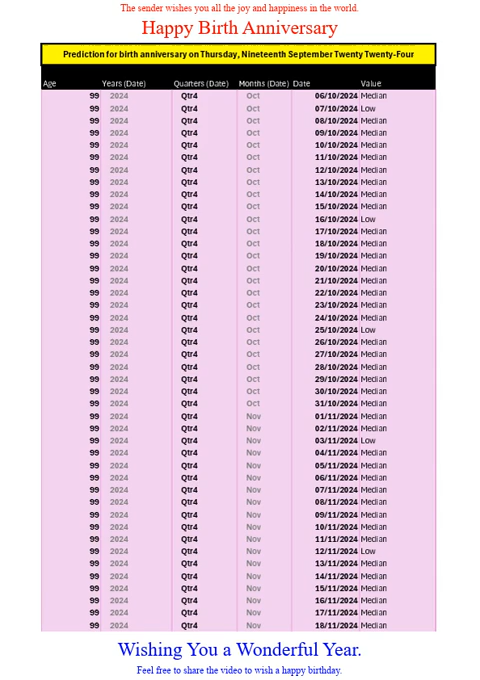 The sender wishes you all the joy and happiness in the world.
Happy Birth Anniversary
Prediction for birth anniversary on Thursday, Nineteenth September Twenty Twenty-Four
Age Years (Date) Quarters (Date) Months (Date) Date Value
99 2024 Qtr4 Oct 06/10/2024 Median
99 2024 Qtr4 Oct 07/10/2024 Low
99 2024 Qtr4 Oct 08/10/2024 Median
99 2024 Qtr4 Oct 09/10/2024 Median
99 2024 Qtr4 Oct 10/10/2024 Median
99 2024 Qtr4 Oct 11/10/2024 Median
99 2024 Qtr4 Oct 12/10/2024 Median
99 2024 Qtr4 Oct 13/10/2024 Median
99 2024 Qtr4 Oct 14/10/2024 Median
99 2024 Qtr4 Oct 15/10/2024 Median
99 2024 Qtr4 Oct 16/10/2024 Low
99 2024 Qtr4 Oct 17/10/2024 Median
99 2024 Qtr4 Oct 18/10/2024 Median
99 2024 Qtr4 Oct 19/10/2024 Median
99 2024 Qtr4 Oct 20/10/2024 Median
99 2024 Qtr4 Oct 21/10/2024 Median
99 2024 Qtr4 Oct 22/10/2024 Median
99 2024 Qtr4 Oct 23/10/2024 Median
99 2024 Qtr4 Oct 24/10/2024 Median
99 2024 Qtr4 Oct 25/10/2024 Low
99 2024 Qtr4 Oct 26/10/2024 Median
99 2024 Qtr4 Oct 27/10/2024 Median
99 2024 Qtr4 Oct 28/10/2024 Median
99 2024 Qtr4 Oct 29/10/2024 Median
99 2024 Qtr4 Oct 30/10/2024 Median
99 2024 Qtr4 Oct 31/10/2024 Median
99 2024 Qtr4 Nov 01/11/2024 Median
99 2024 Qtr4 Nov 02/11/2024 Median
99 2024 Qtr4 Nov 03/11/2024 Low
99 2024 Qtr4 Nov 04/11/2024 Median
99 2024 Qtr4 Nov 05/11/2024 Median
99 2024 Qtr4 Nov 06/11/2024 Median
99 2024 Qtr4 Nov 07/11/2024 Median
99 2024 Qtr4 Nov 08/11/2024 Median
99 2024 Qtr4 Nov 09/11/2024 Median
99 2024 Qtr4 Nov 10/11/2024 Median
99 2024 Qtr4 Nov 11/11/2024 Median
99 2024 Qtr4 Nov 12/11/2024 Low
99 2024 Qtr4 Nov 13/11/2024 Median
99 2024 Qtr4 Nov 14/11/2024 Median
99 2024 Qtr4 Nov 15/11/2024 Median
99 2024 Qtr4 Nov 16/11/2024 Median
99 2024 Qtr4 Nov 17/11/2024 Median
99 2024 Qtr4 Nov 18/11/2024 Median
Wishing You a Wonderful Year.
Feel free to share the video to wish a happy birthday.